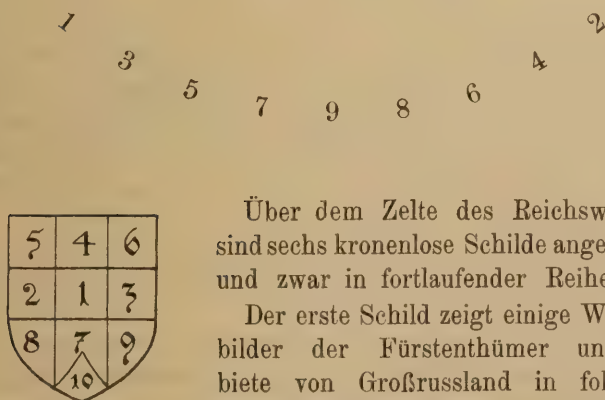 1 2
3 4
5 6
7 9 8
5 4 6
2 1 3
8 7 9
10
Über dem Zelte des Reichsw
sind sechs kronenlose Schilde ange
und zwar in fortlaufender Reihe
Der erste Schild zeigt einige W
bilder der Fürstenthümer un
biete von Großrussland in fol